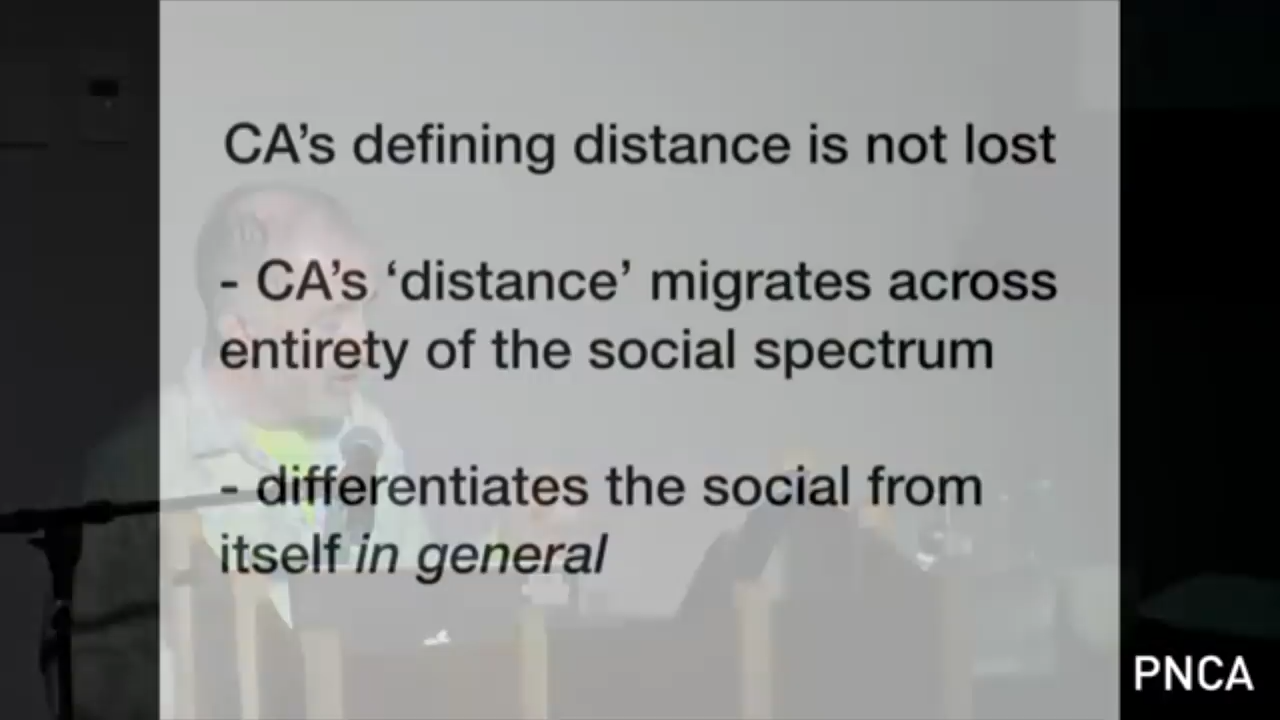 CA’s defining distance is not lost
- CA’s ‘distance’ migrates across
entirety of the social spectrum
- differentiates the social from
itself in general
PNCA